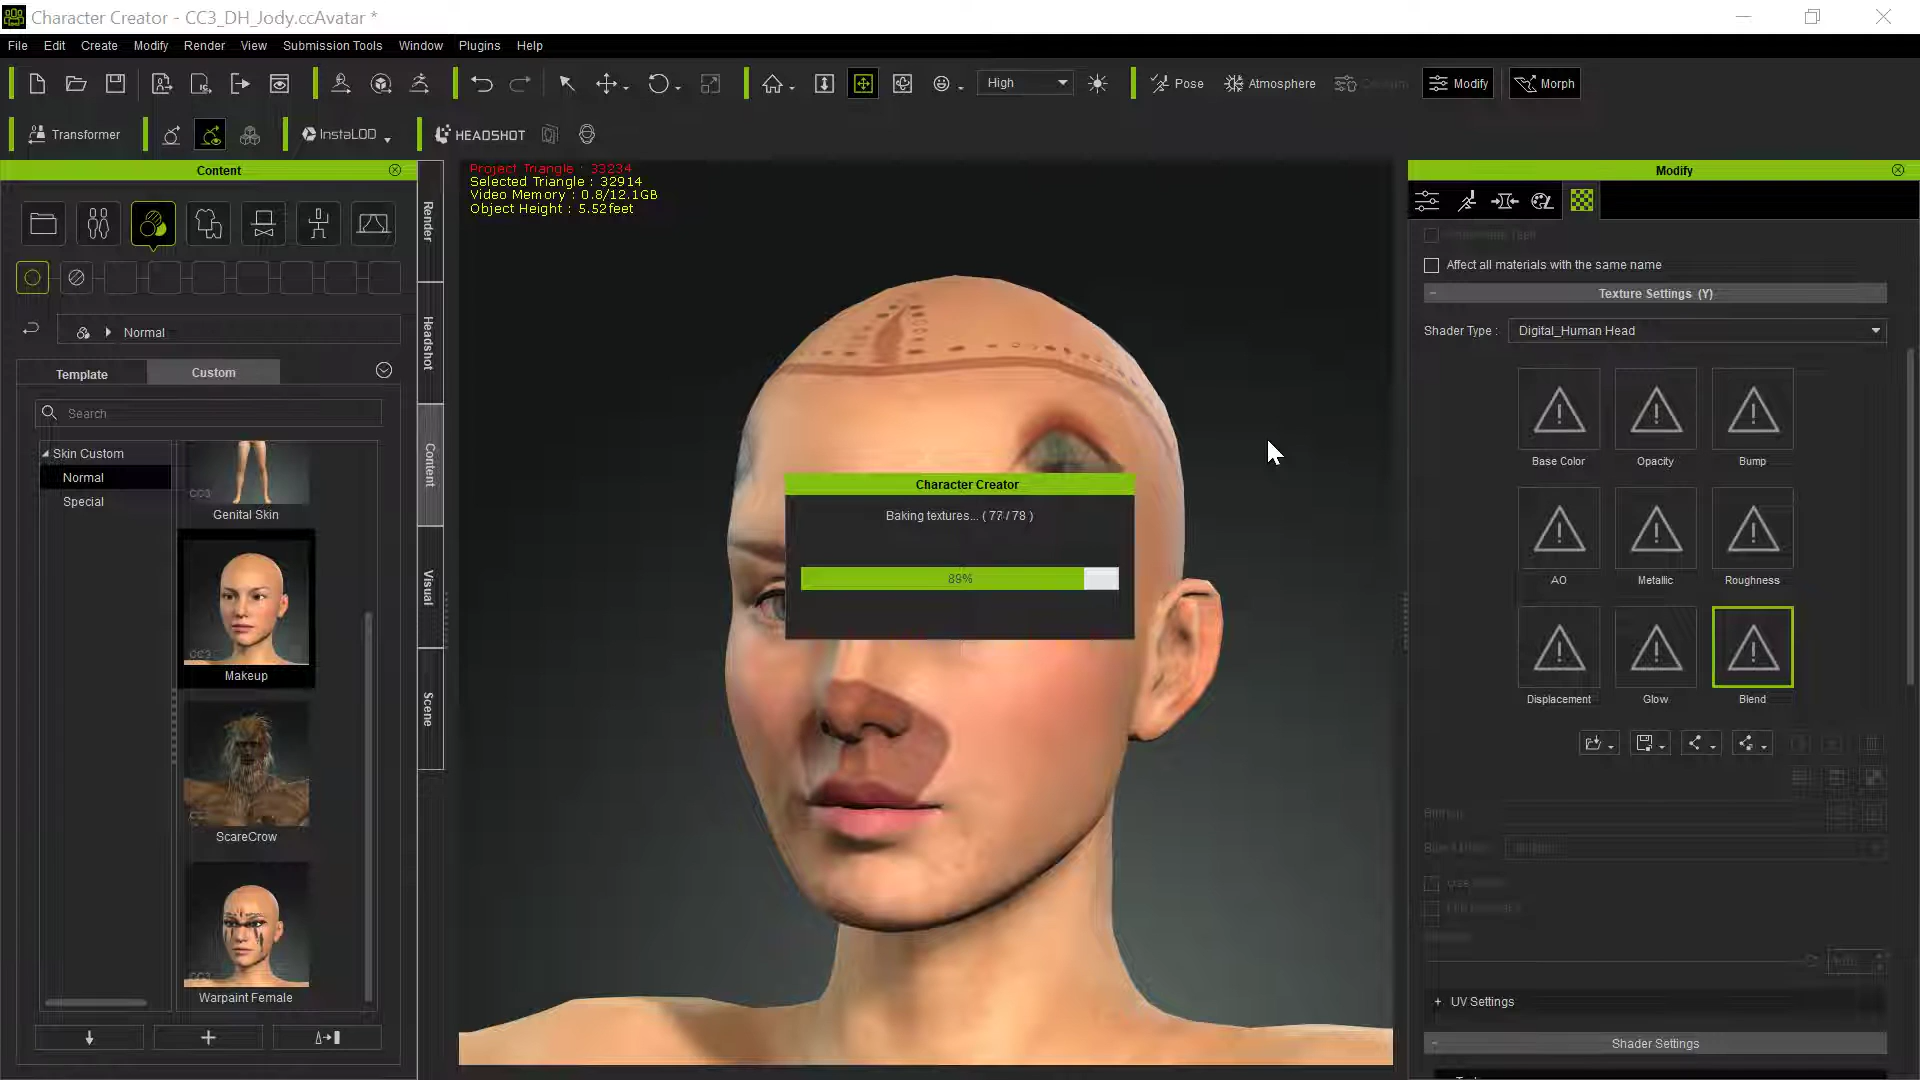 Character Creator - CC3_DH_Jody.ccAvatar *
File Edit Create Modify Render View Submission Tools Window Plugins Help
High Pose Atmosphere Modify Morph
Transformer InstaLOD HEADSHOT
Content
Project Triangle : 33234
Selected Triangle : 32914
Video Memory : 0.8/12.1GB
Object Height : 5.52feet
Render
Headshot
Content
Visual
Scene
Normal
Template Custom
Search
Skin Custom
Normal
Special
CC3
Genital Skin
CC3
Makeup
ScareCrow
CC3
Warpaint Female
Character Creator
Baking textures... ( 77 / 78 )
89%
Modify
Affect all materials with the same name
Texture Settings (Y)
Shader Type : Digital_Human Head
Base Color Opacity Bump
AO Metallic Roughness
Displacement Glow Blend
+ UV Settings
Shader Settings